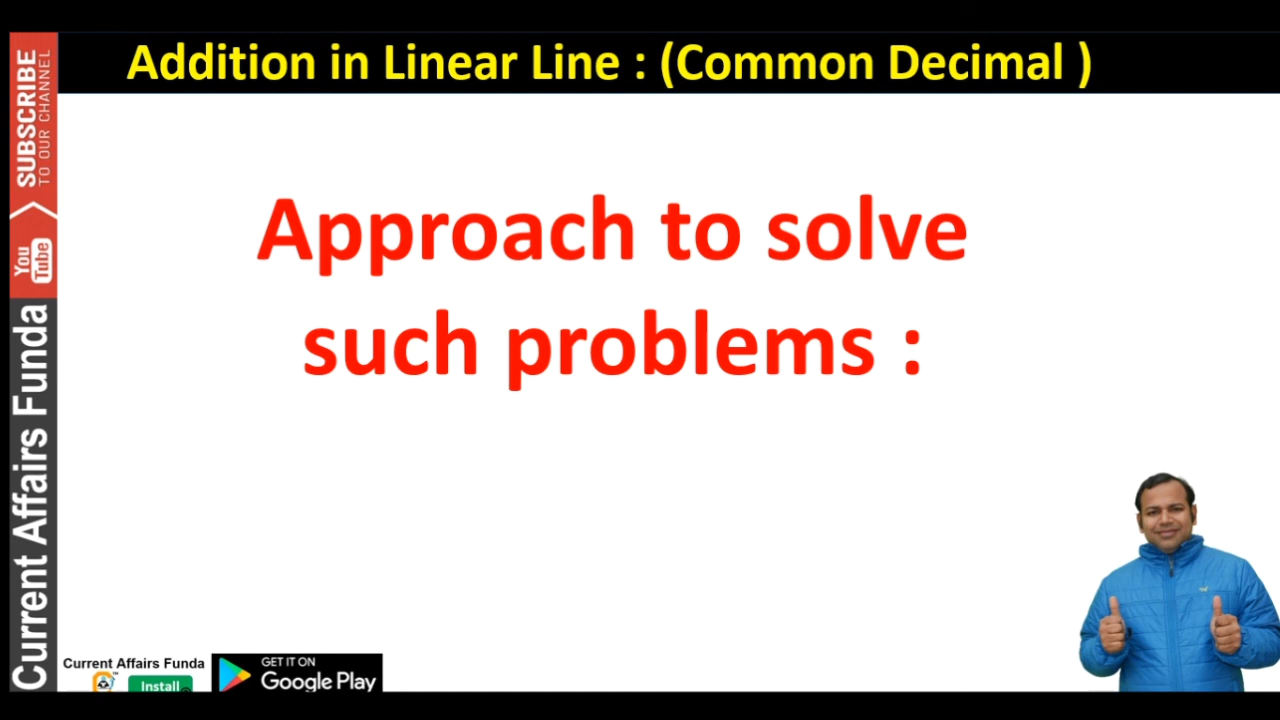 Addition in Linear Line : (Common Decimal )
SUBSCRIBE
TO OUR CHANNEL
You
Tube
Current Affairs Funda
Approach to solve
such problems :
Current Affairs Funda
Install
GET IT ON
Google Play